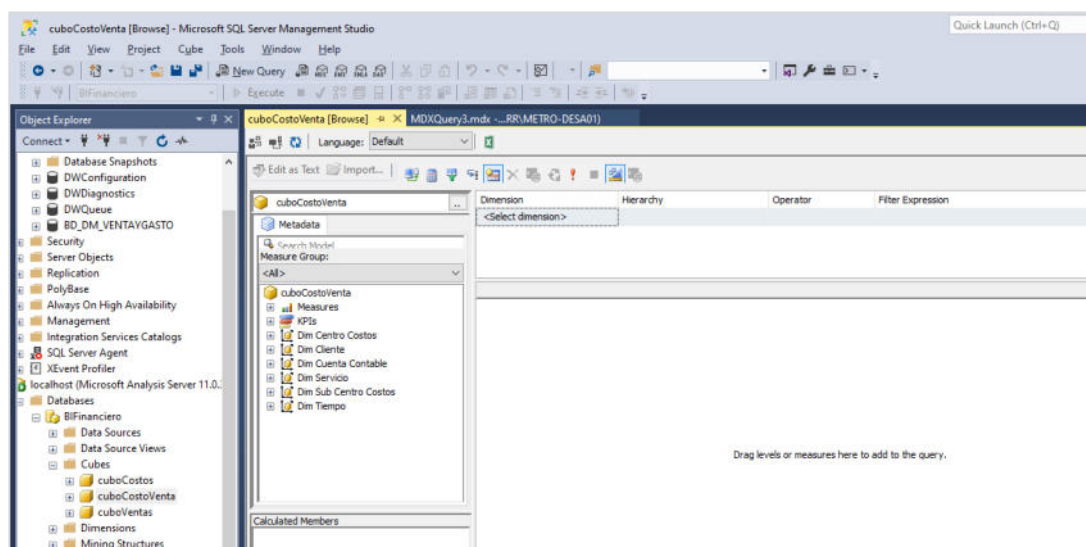 cuboCostoVenta [Browse] - Microsoft SQL Server Management Studio
Quick Launch (Ctrl+Q)
File Edit View Project Cube Tools Window Help
New Query
BIFinanciero
Execute
Object Explorer
cuboCostoVenta [Browse]
MDXQuery3.mdx -...RR\METRO-DESA01)
Connect
Language: Default
Database Snapshots
DWConfiguration
DWDiagnostics
DWQueue
BD_DM_VENTAYGASTO
Security
Server Objects
Replication
PolyBase
Always On High Availability
Management
Integration Services Catalogs
SQL Server Agent
XEvent Profiler
localhost (Microsoft Analysis Server 11.0.
Databases
BIFinanciero
Data Sources
Data Source Views
Cubes
cuboCostos
cuboCostoVenta
cuboVentas
Dimensions
Mining Structures
Edit as Text Import...
cuboCostoVenta
..
Metadata
Search Model
Measure Group:
<All>
cuboCostoVenta
Measures
KPIs
Dim Centro Costos
Dim Cliente
Dim Cuenta Contable
Dim Servicio
Dim Sub Centro Costos
Dim Tiempo
Calculated Members
Dimension Hierarchy Operator Filter Expression
<Select dimension>
Drag levels or measures here to add to the query.